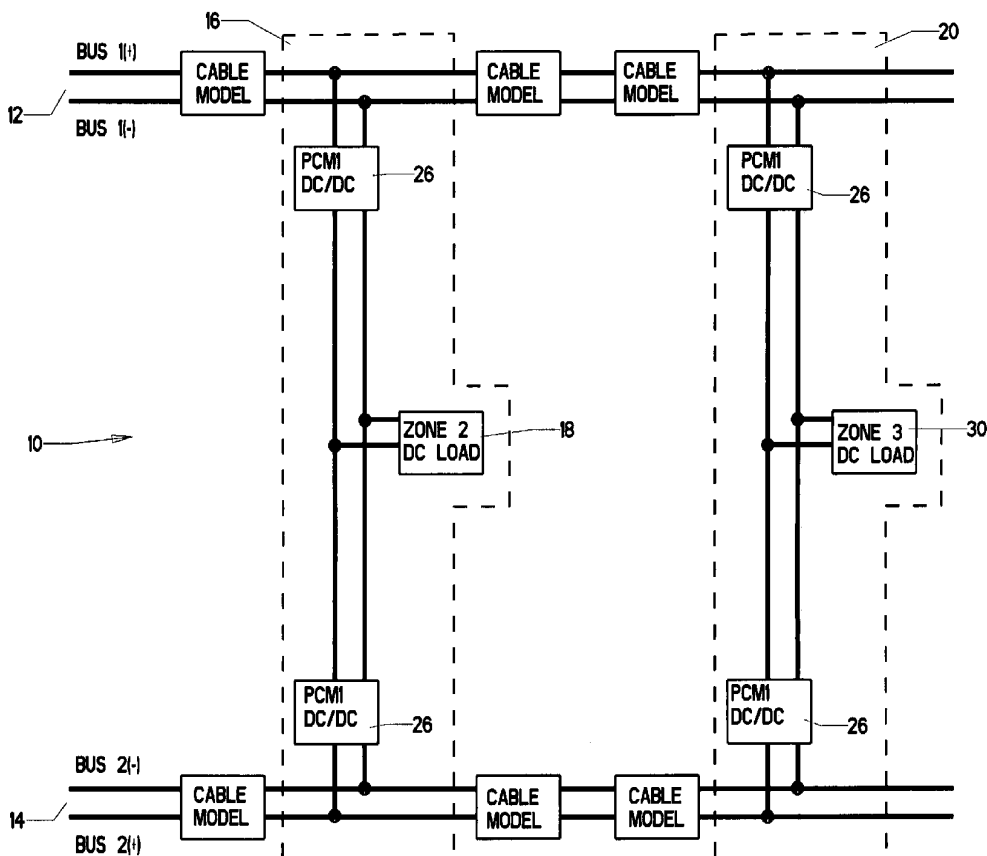 16
20
BUS 1(+)
CABLE
MODEL
CABLE
MODEL
CABLE
MODEL
12
BUS 1(-)
PCM1
DC/DC
26
PCM1
DC/DC
26
10
ZONE 2
DC LOAD
18
ZONE 3
DC LOAD
30
PCM1
DC/DC
26
PCM1
DC/DC
26
BUS 2(-)
CABLE
MODEL
CABLE
MODEL
CABLE
MODEL
14
BUS 2(+)